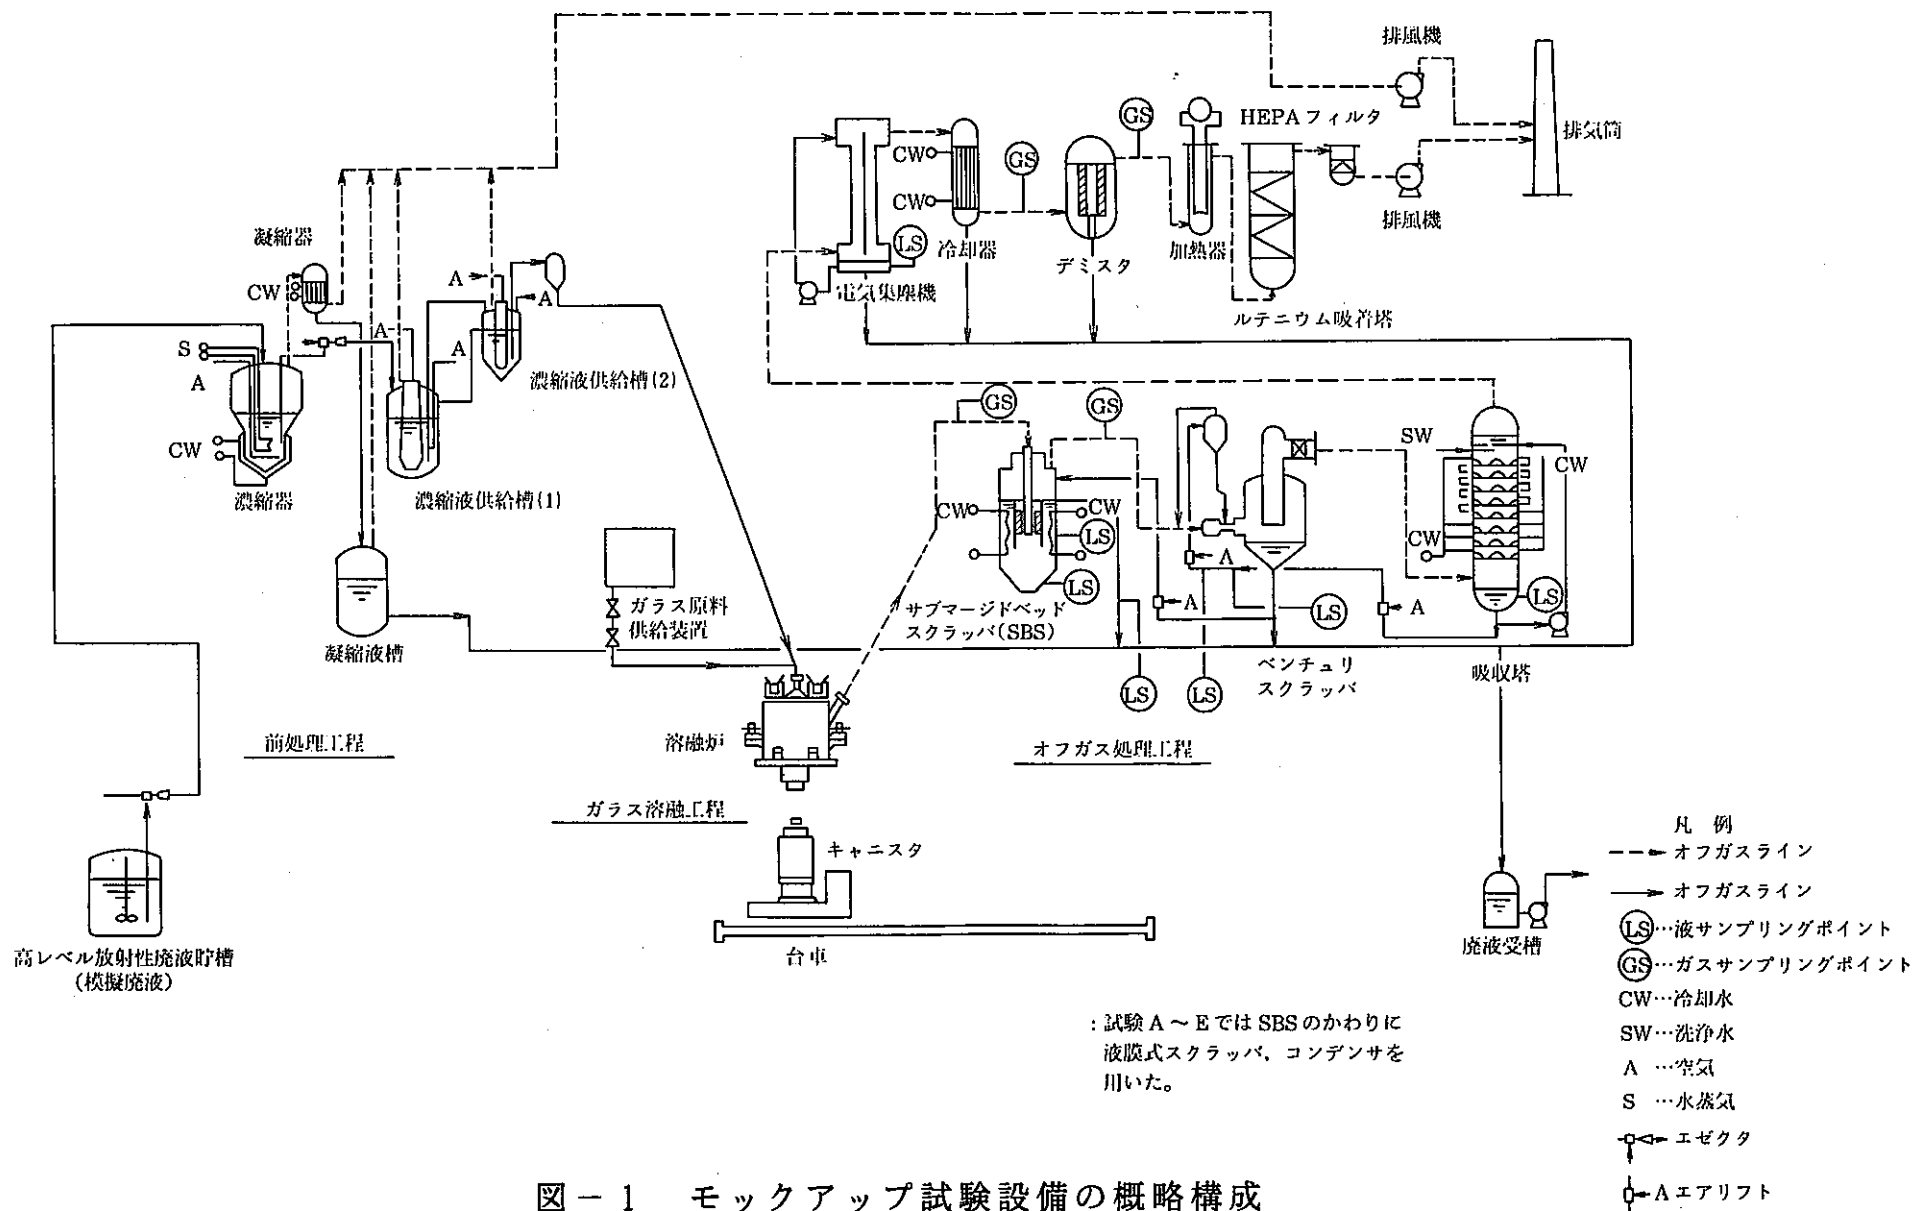 排風機
GS
HEPAフィルタ
排気筒
CW
GS
CW
排風機
凝縮器
LS
冷却器
加熱器
デミスタ
A
CW
A
電気集塵機
ルテニウム吸着塔
A
S
A
A
濃縮液供給槽(2)
GS
GS
SW
CW
CW
濃縮器
濃縮液供給槽(1)
CW
CW
LS
CW
A
LS
LS
ガラス原料
供給装置
サブマージドベッド
スクラッバ(SBS)
A
LS
A
凝縮液槽
ベンチュリ
スクラッバ
吸収塔
LS
LS
前処理工程
溶融炉
オフガス処理工程
ガラス溶融工程
キャニスタ
台車
高レベル放射性廃液貯槽
(模擬廃液)
廃液受槽
凡 例
オフガスライン
オフガスライン
LS…液サンプリングポイント
GS…ガスサンプリングポイント
CW…冷却水
SW…洗浄水
A …空気
S …水蒸気
エゼクタ
A エアリフト
:試験A～EではSBSのかわりに
液膜式スクラッバ、コンデンサを
用いた。
図－1 モックアップ試験設備の概略構成